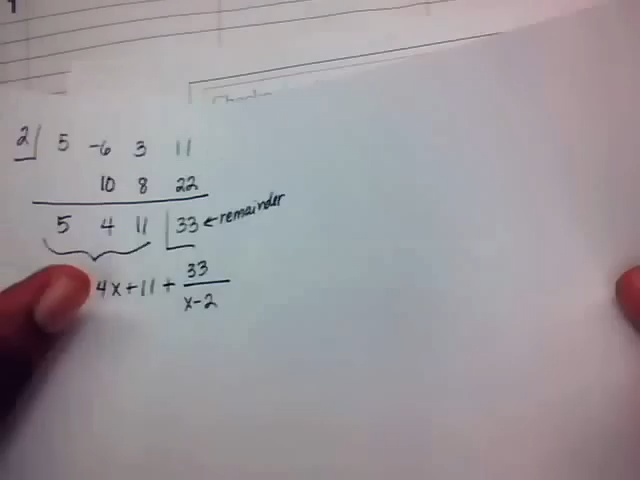 2 5 -6 3 11
10 8 22
5 4 11 33 ← remainder
4x+11+ 33
x-2